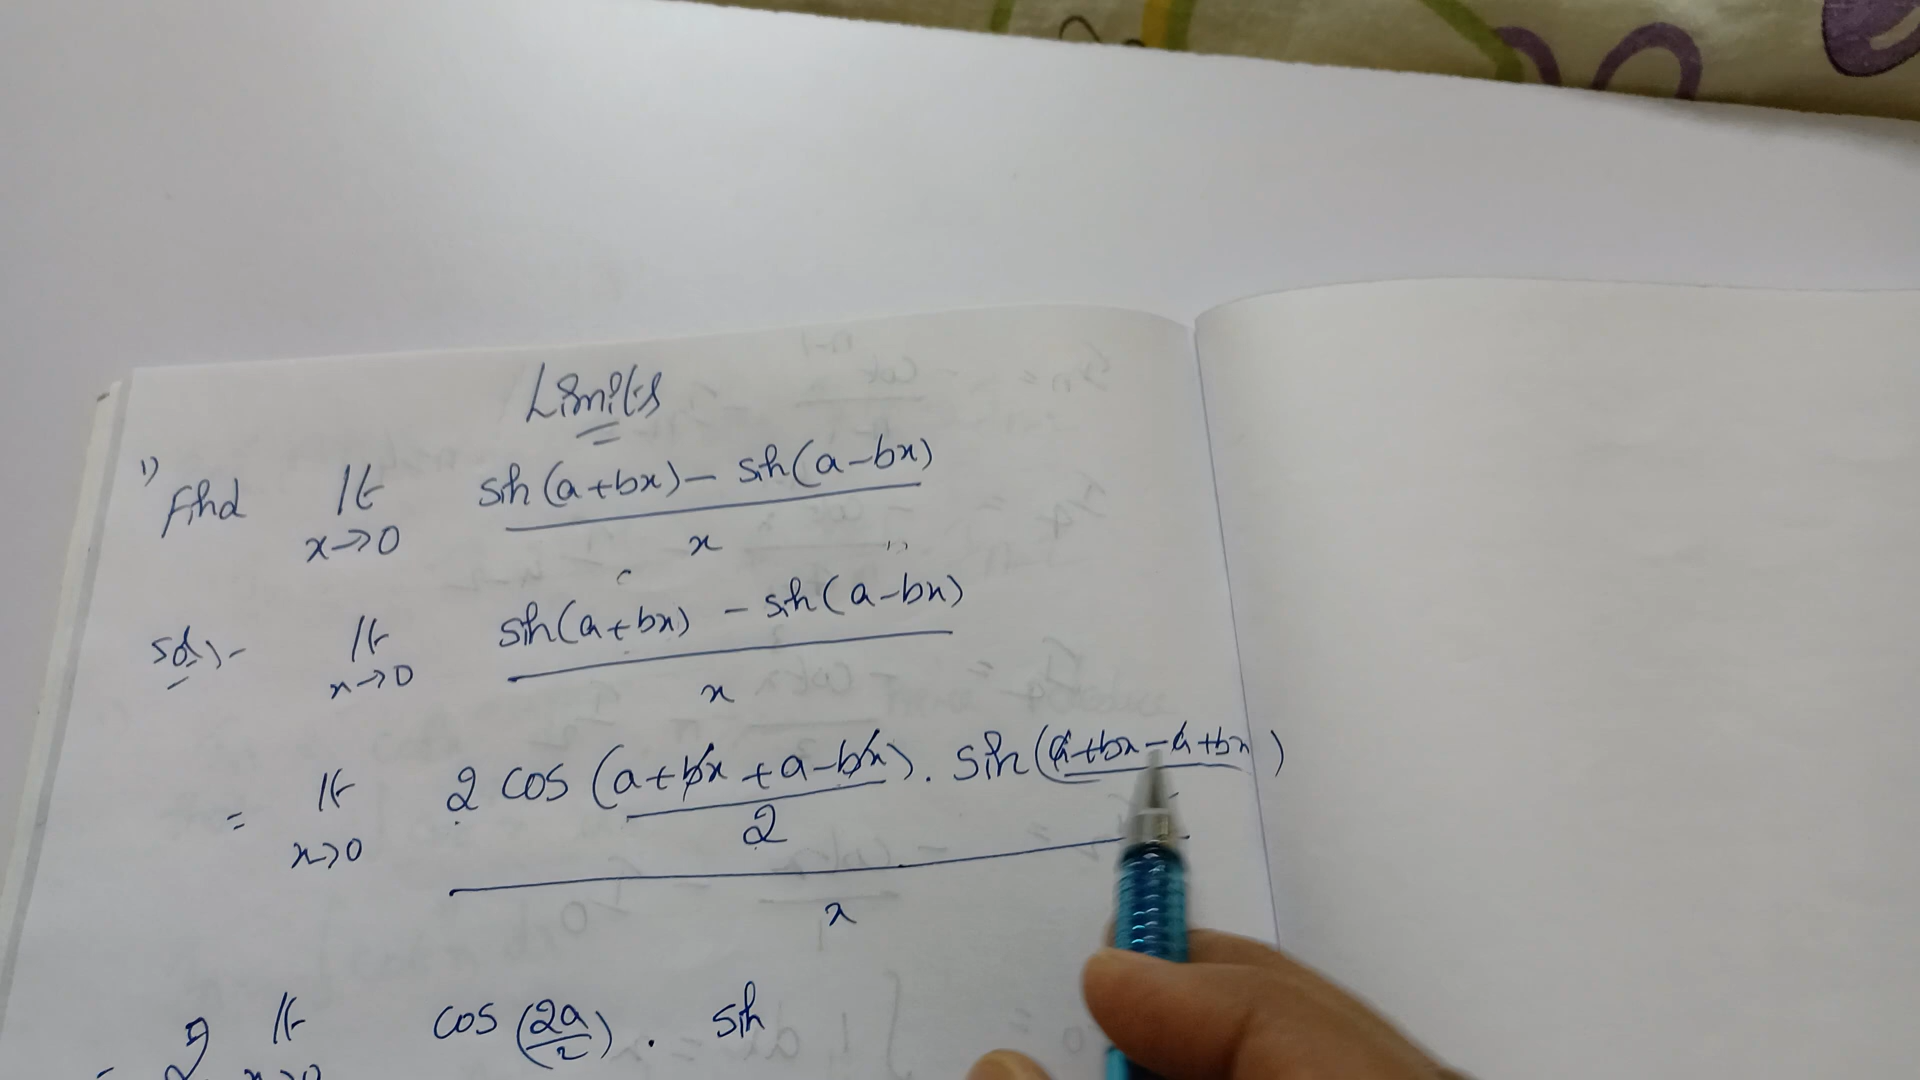 Limits
1) Find lt x→0 sin(a+bx) - sin(a-bx) / x
Sol:- lt x→0 sin(a+bx) - sin(a-bx) / x
= lt x→0 2 cos (a+bx+a-bx / 2) . sin (a+bx-a+bx ) / x
= 2 lt x→0 cos (2a/2) . sin